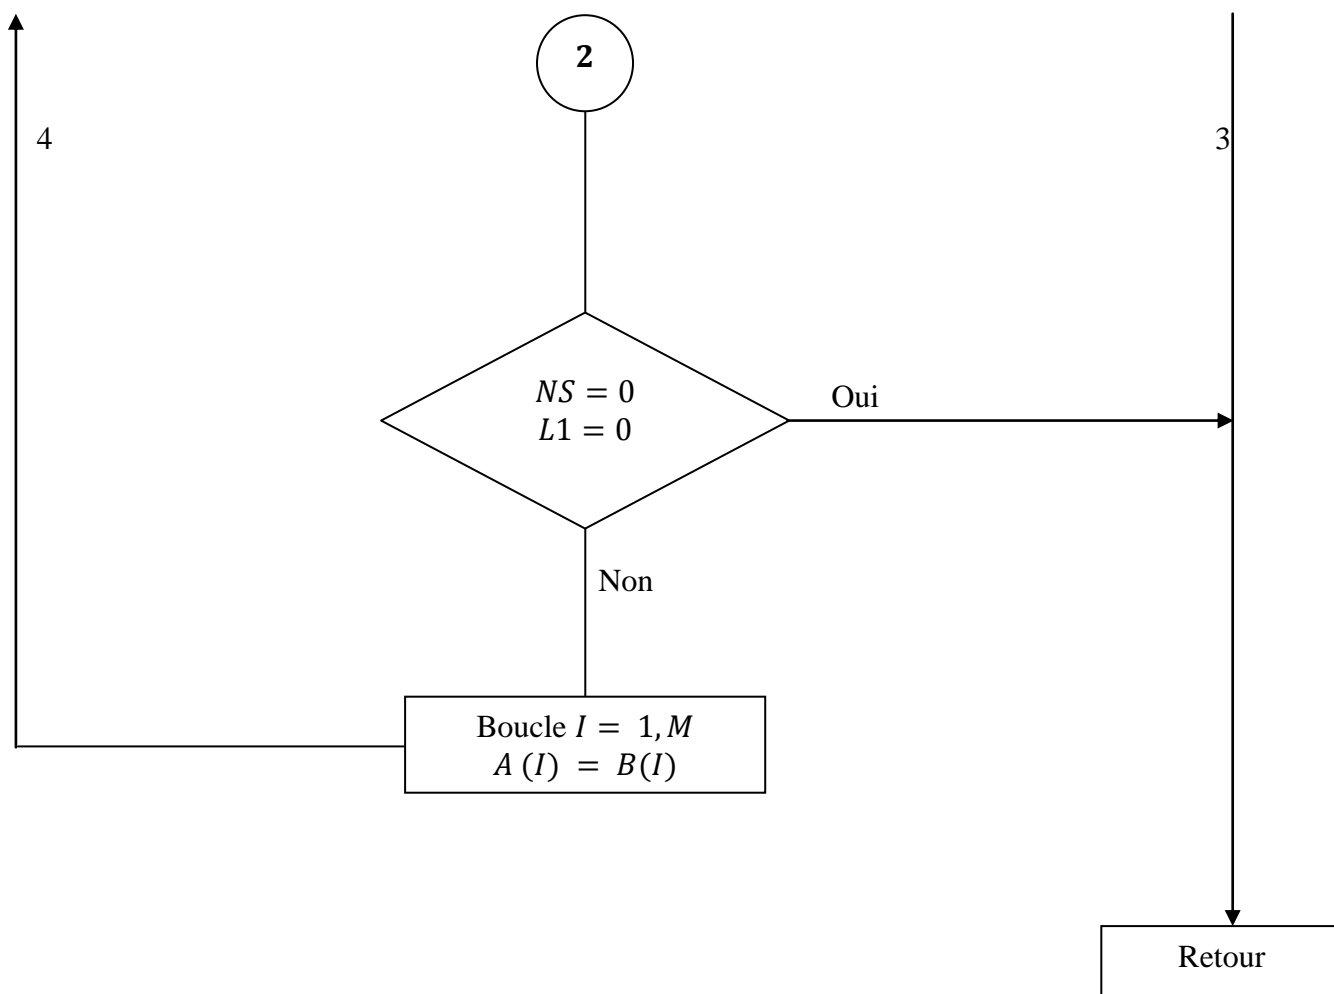 2
4
3
NS = 0
L1 = 0
Oui
Non
Boucle I = 1, M
A (I) = B(I)
Retour